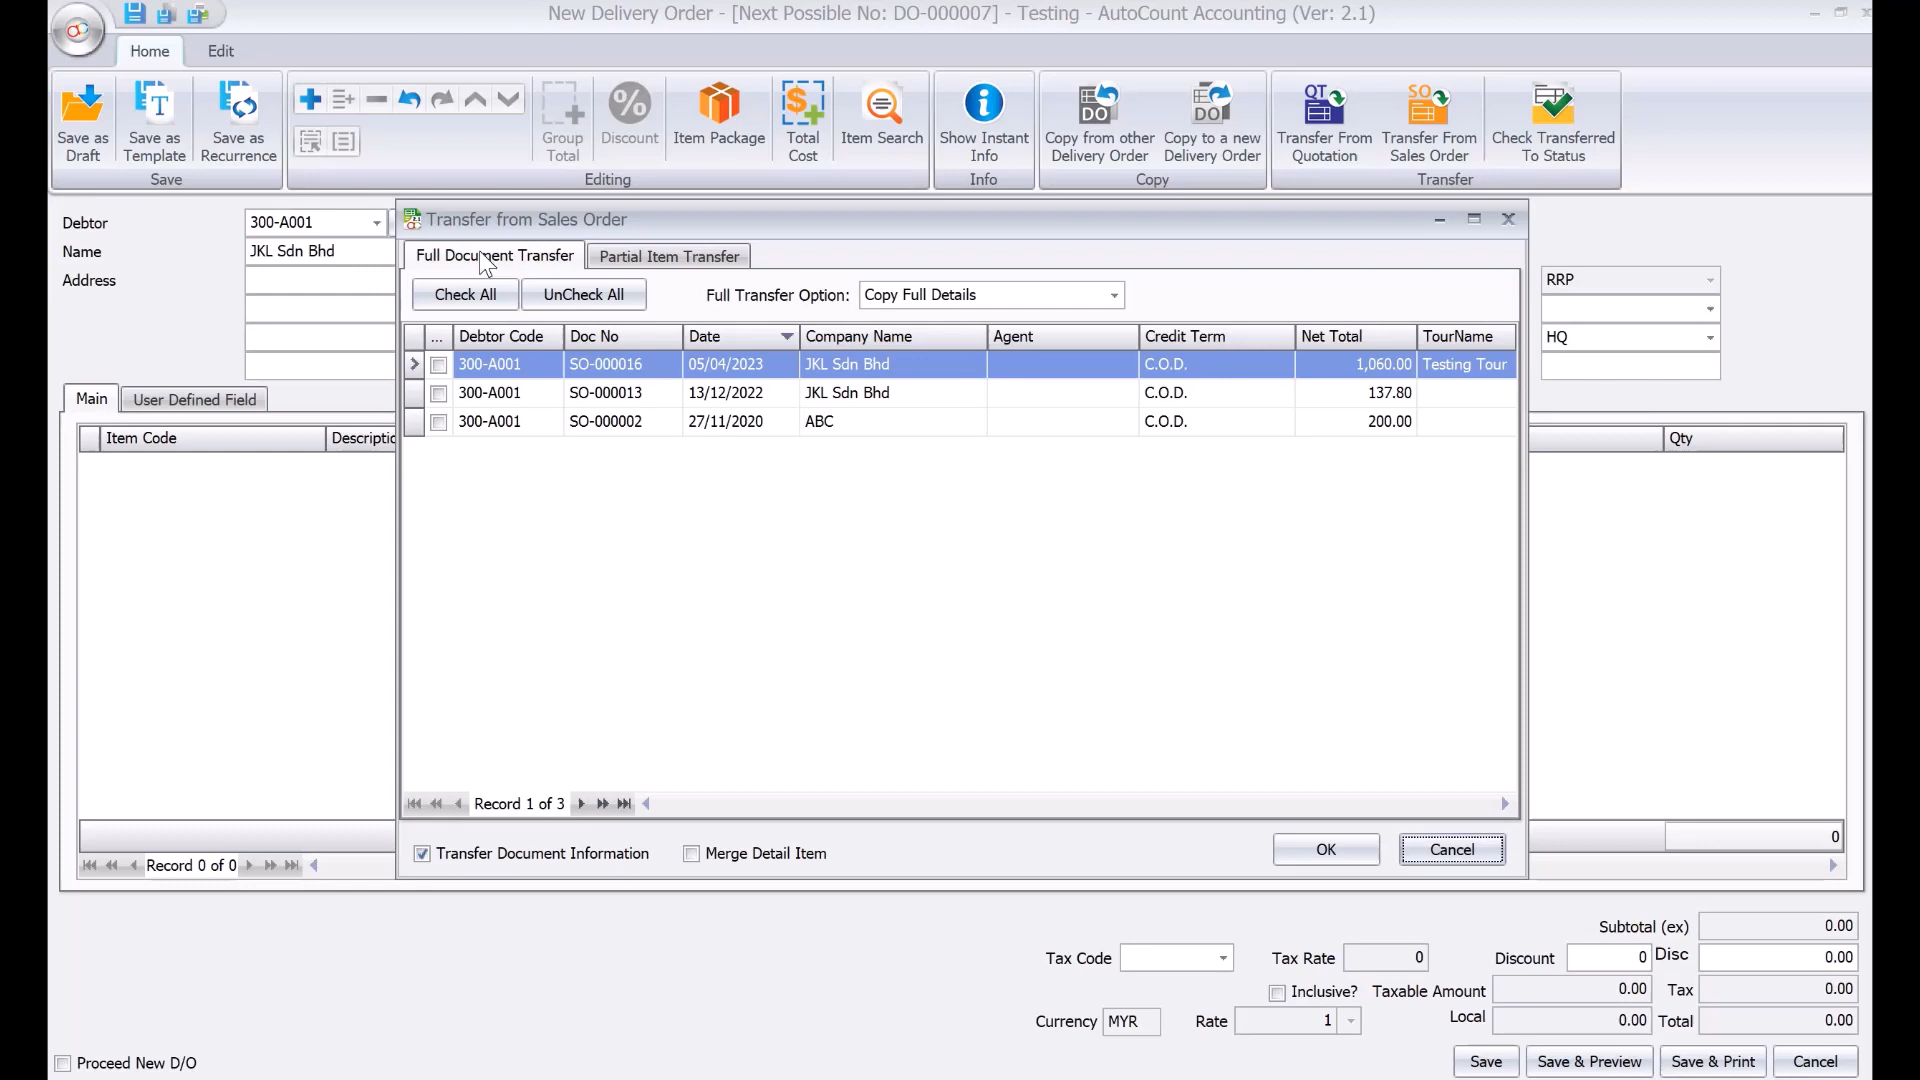 New Delivery Order - [Next Possible No: DO-000007] - Testing - AutoCount Accounting (Ver: 2.1)
Home Edit
Save as Draft
Save as Template
Save as Recurrence
Group Total
Discount
Item Package
Total Cost
Item Search
Show Instant Info
Copy from other Delivery Order
Copy to a new Delivery Order
Transfer From Quotation
Transfer From Sales Order
Check Transferred To Status
Save Editing Info Copy Transfer
Debtor 300-A001
Name JKL Sdn Bhd
Address
RRP
HQ
Transfer from Sales Order
Full Document Transfer Partial Item Transfer
Check All UnCheck All Full Transfer Option: Copy Full Details
... Debtor Code Doc No Date Company Name Agent Credit Term Net Total TourName
300-A001 SO-000016 05/04/2023 JKL Sdn Bhd C.O.D. 1,060.00 Testing Tour
300-A001 SO-000013 13/12/2022 JKL Sdn Bhd C.O.D. 137.80
300-A001 SO-000002 27/11/2020 ABC C.O.D. 200.00
Record 1 of 3
Transfer Document Information Merge Detail Item OK Cancel
Main User Defined Field
Item Code Descriptic Qty
0
Record 0 of 0
Subtotal (ex) 0.00
Tax Code Tax Rate 0 Discount 0 Disc 0.00
Inclusive? Taxable Amount 0.00 Tax 0.00
Currency MYR Rate 1 Local 0.00 Total 0.00
Proceed New D/O Save Save & Preview Save & Print Cancel